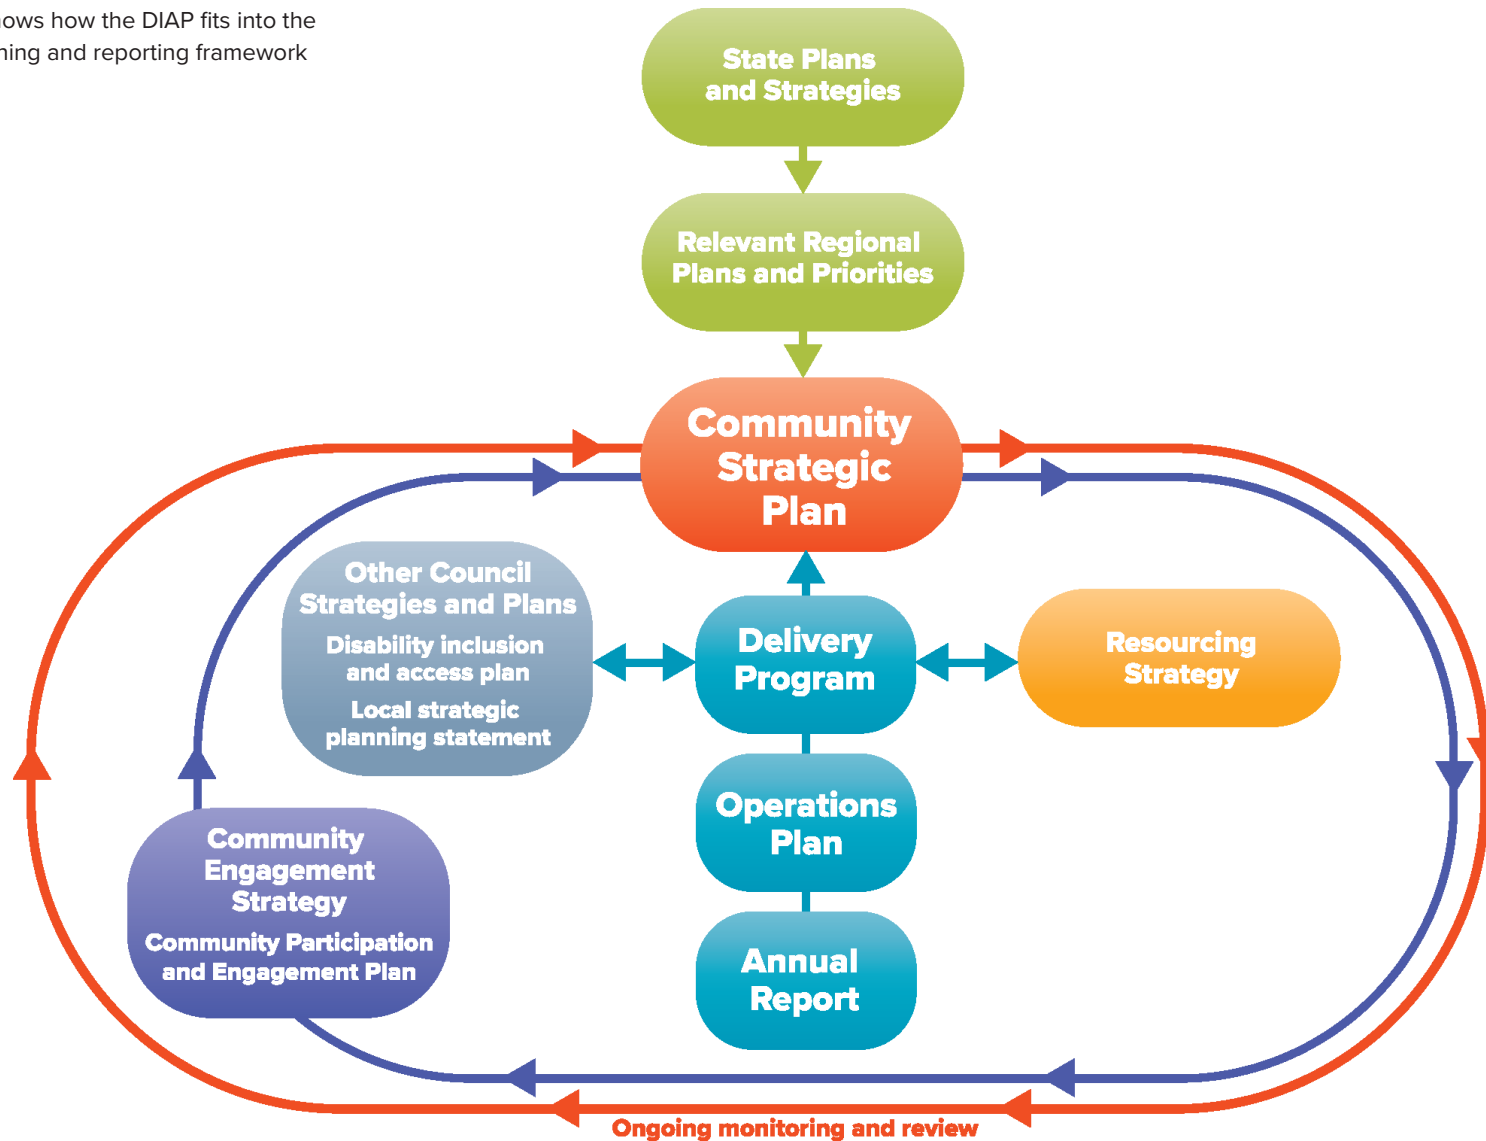 how the DIAP fits into the
and reporting framework
State Plans
and Strategies
Relevant Regional
Plans and Priorities
Community
Strategic
Plan
Other Council
Strategies and Plans
Disability inclusion
and access plan
Local strategic
planning statement
Delivery
Program
Resourcing
Strategy
Operations
Plan
Community
Engagement
Strategy
Community Participation
and Engagement Plan
Annual
Report
Ongoing monitoring and review